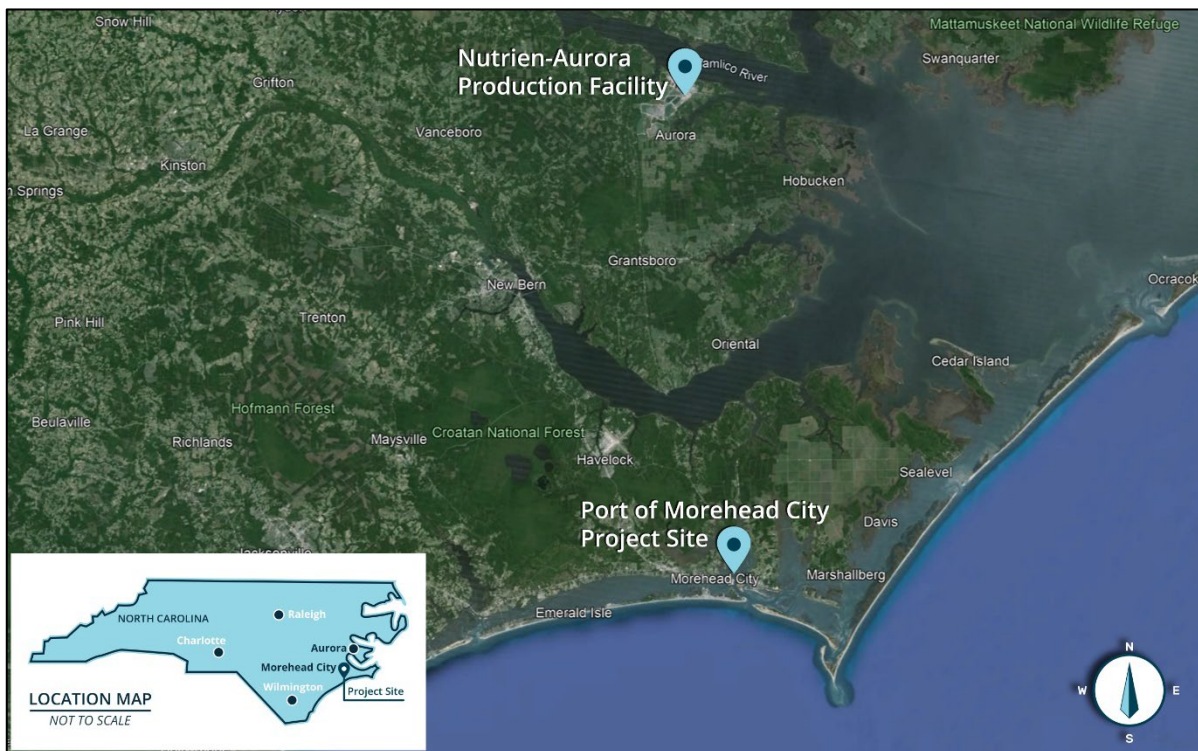 Snow Hill
Mattamuskeet National Wildlife Refuge
Nutrien-Aurora
Production Facility
amlico River
Swanquarter
Grifton
La Grange
Vanceboro
Aurora
Kinston
n Springs
Hobucken
Grantsboro
Ocracok
New Bern
Pink Hill
Trenton
Oriental
Cedar Island
Hofmann Forest
Beulaville
Richlands
Maysville
Croatan National Forest
Havelock
Sealevel
Port of Morehead City
Project Site
Davis
Morehead City
Marshallberg
Emerald Isle
NORTH CAROLINA
Raleigh
Charlotte
Aurora
Morehead City
Project Site
Wilmington
LOCATION MAP
NOT TO SCALE
N
W E
S